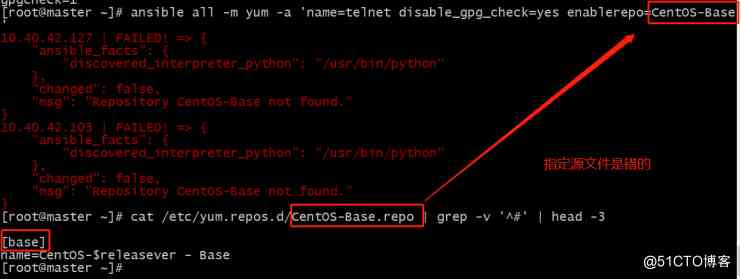 gpgcheck=1
[root@master ~]# ansible all -m yum -a 'name=telnet disable_gpg_check=yes enablerepo=CentOS-Base
'
10.40.42.127 | FAILED! => {
"ansible_facts": {
"discovered_interpreter_python": "/usr/bin/python"
},
"changed": false,
"msg": "Repository CentOS-Base not found."
}
10.40.42.103 | FAILED! => {
"ansible_facts": {
"discovered_interpreter_python": "/usr/bin/python"
},
"changed": false,
"msg": "Repository CentOS-Base not found."
}
指定源文件是错的
[root@master ~]# cat /etc/yum.repos.d/CentOS-Base.repo | grep -v '^#' | head -3

[base]
name=CentOS-$releasever - Base
[root@master ~]#
@51CTO博客